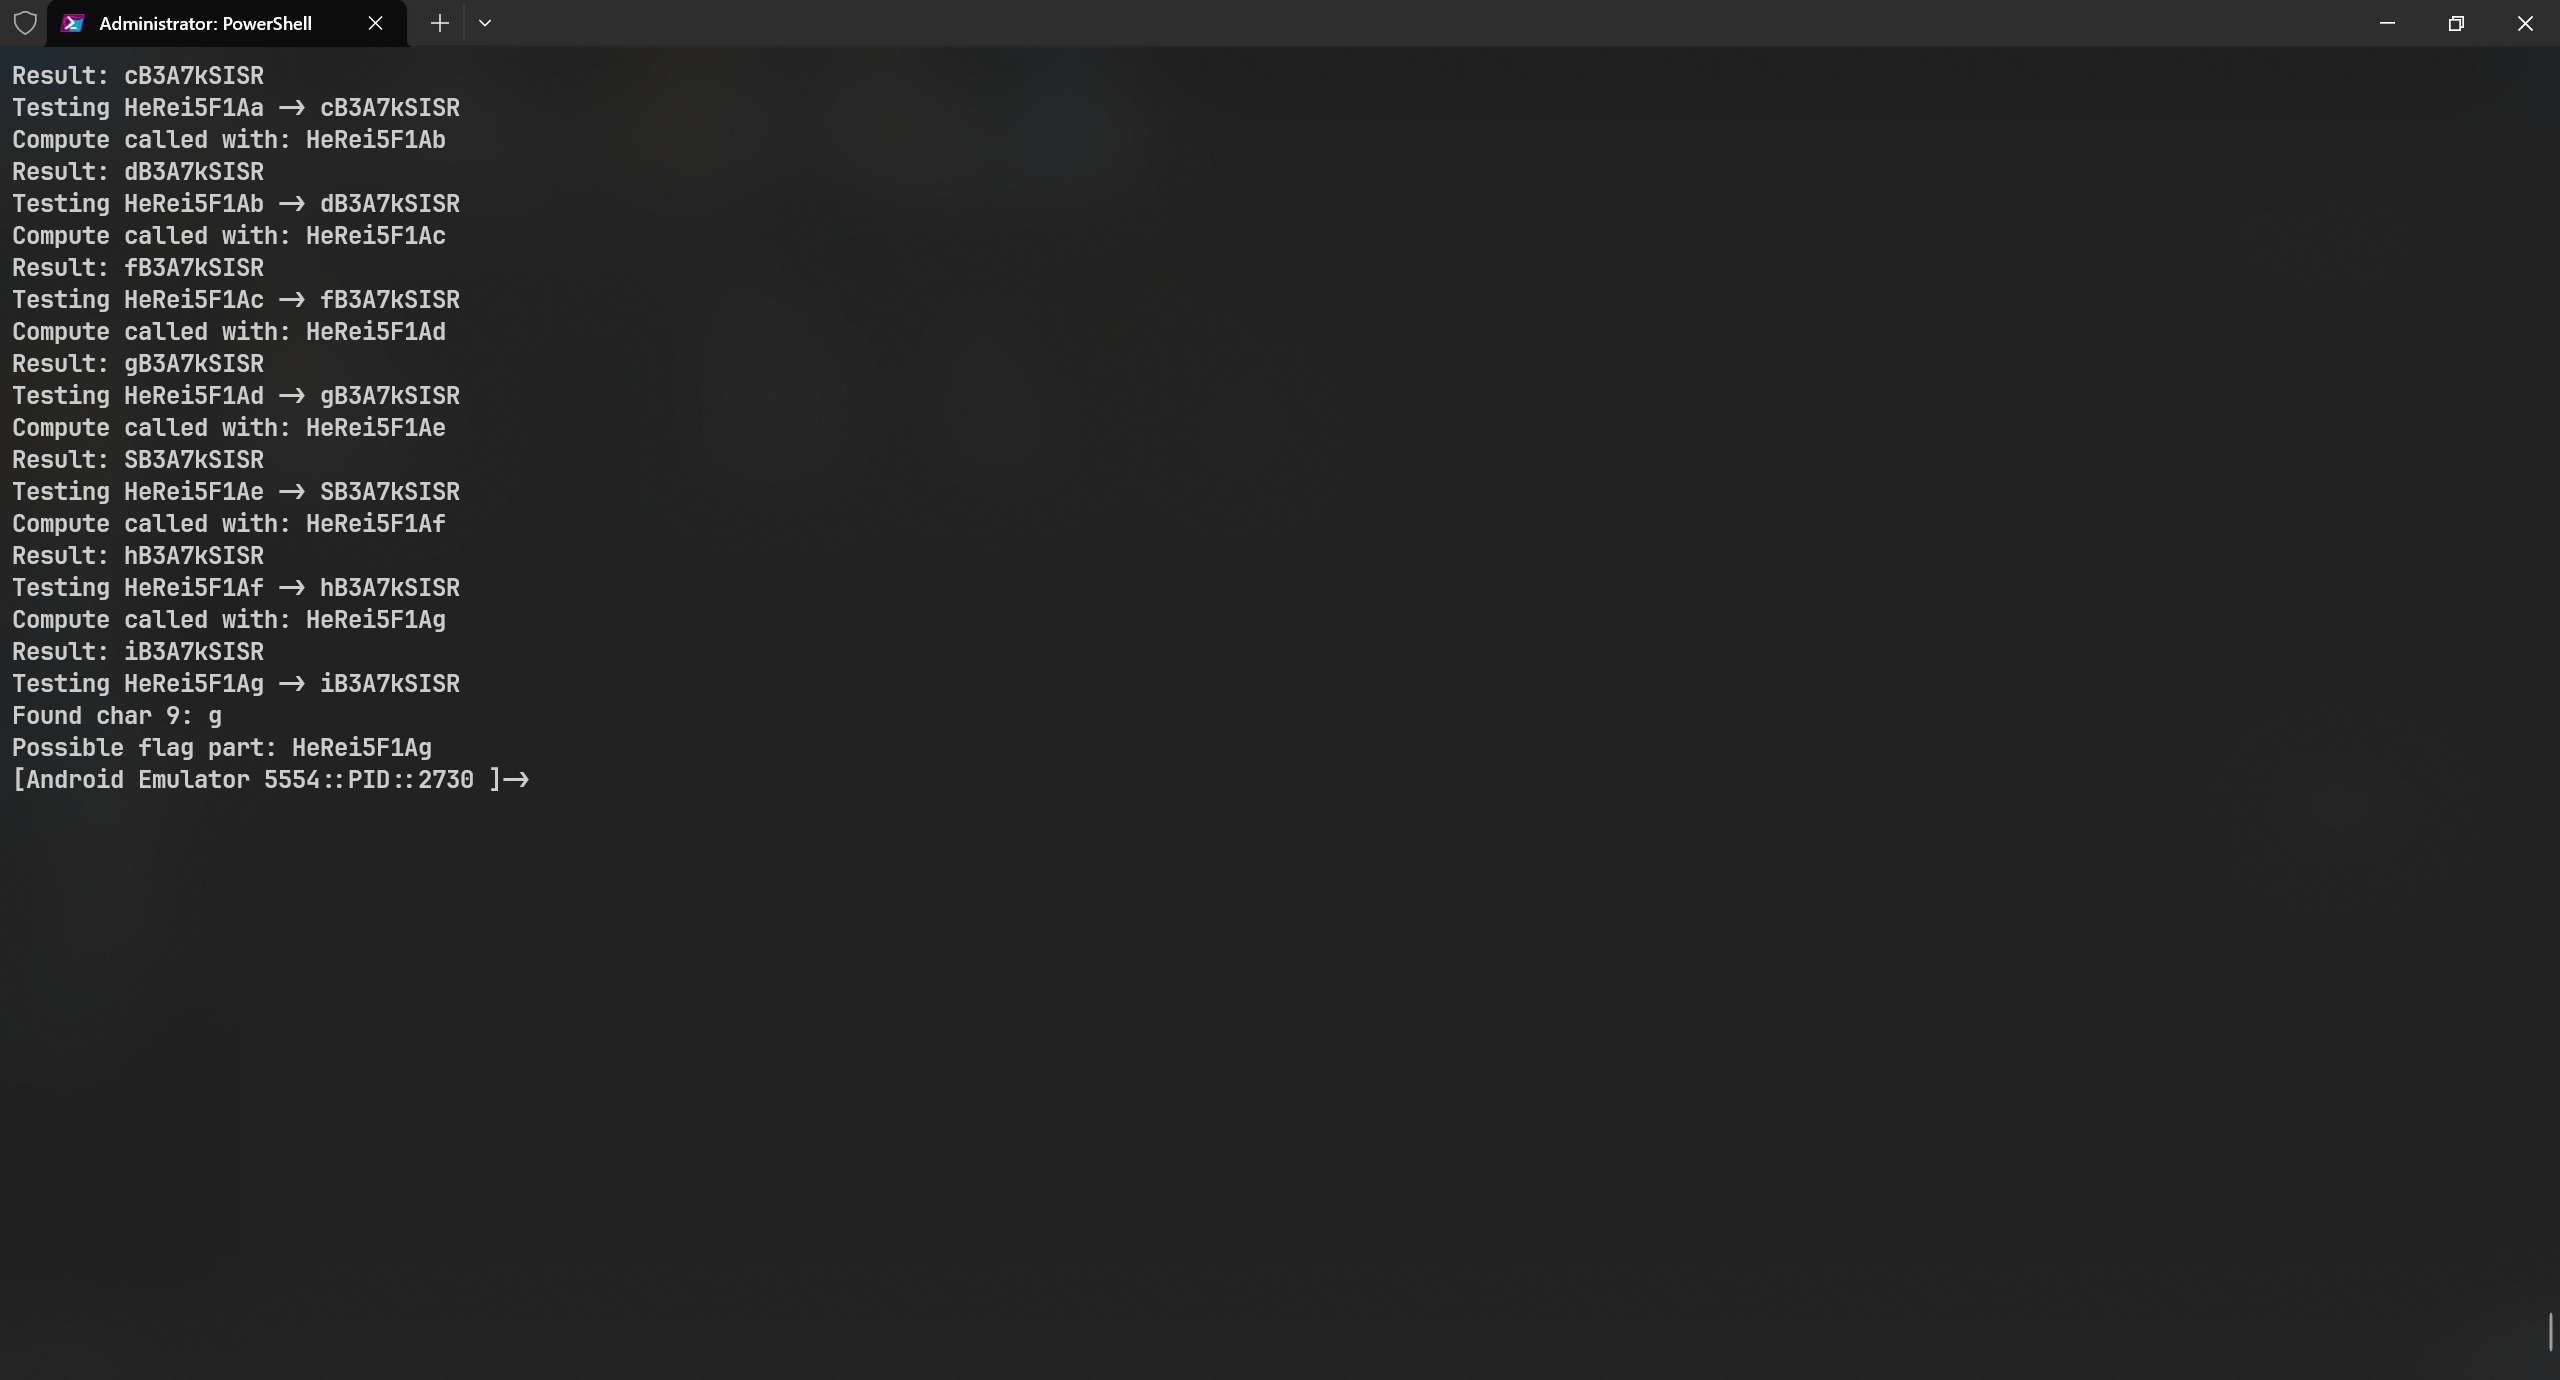 Administrator: PowerShell
Result: cB3A7kSISR
Testing HeRei5F1Aa → cB3A7kSISR
Compute called with: HeRei5F1Ab
Result: dB3A7kSISR
Testing HeRei5F1Ab → dB3A7kSISR
Compute called with: HeRei5F1Ac
Result: fB3A7kSISR
Testing HeRei5F1Ac → fB3A7kSISR
Compute called with: HeRei5F1Ad
Result: gB3A7kSISR
Testing HeRei5F1Ad → gB3A7kSISR
Compute called with: HeRei5F1Ae
Result: SB3A7kSISR
Testing HeRei5F1Ae → SB3A7kSISR
Compute called with: HeRei5F1Af
Result: hB3A7kSISR
Testing HeRei5F1Af → hB3A7kSISR
Compute called with: HeRei5F1Ag
Result: iB3A7kSISR
Testing HeRei5F1Ag → iB3A7kSISR
Found char 9: g
Possible flag part: HeRei5F1Ag
[Android Emulator 5554::PID::2730 ]→